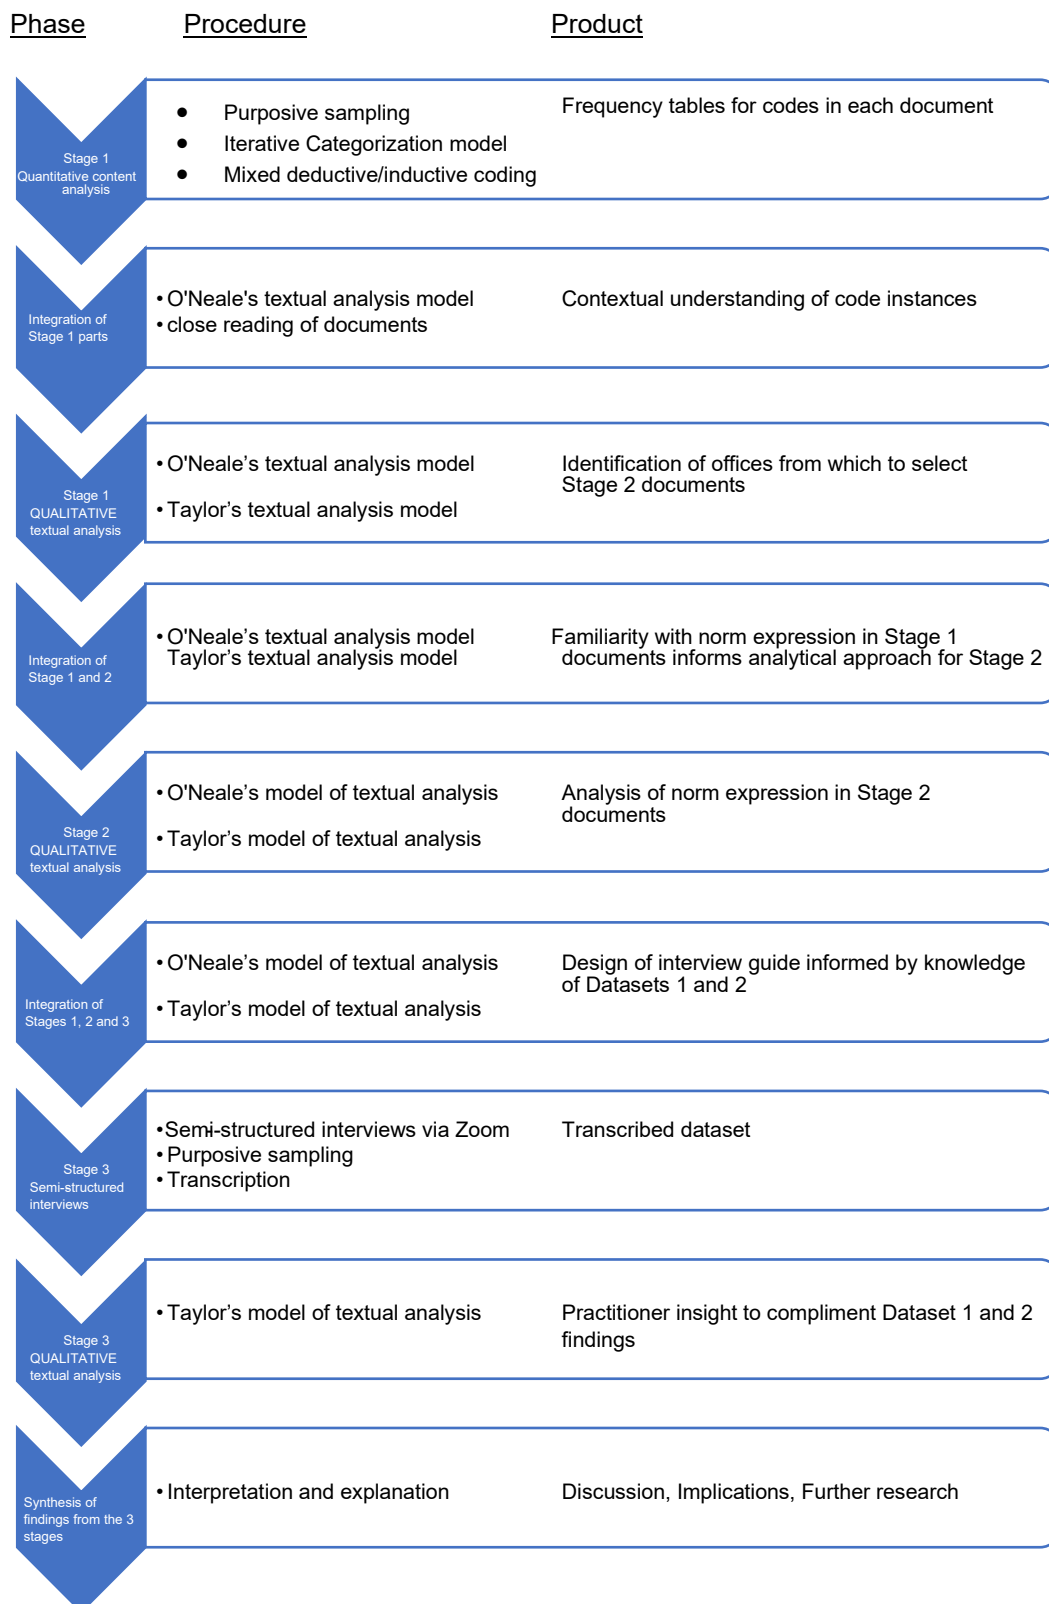 Phase Procedure Product
Stage 1
Quantitative content
analysis
• Purposive sampling
• Iterative Categorization model
• Mixed deductive/inductive coding
Frequency tables for codes in each document
Integration of
Stage 1 parts
• O'Neale's textual analysis model
• close reading of documents
Contextual understanding of code instances
Stage 1
QUALITATIVE
textual analysis
• O'Neale’s textual analysis model
• Taylor’s textual analysis model
Identification of offices from which to select
Stage 2 documents
Integration of
Stage 1 and 2
• O'Neale’s textual analysis model
Taylor’s textual analysis model
Familiarity with norm expression in Stage 1
documents informs analytical approach for Stage 2
Stage 2
QUALITATIVE
textual analysis
• O'Neale’s model of textual analysis
• Taylor’s model of textual analysis
Analysis of norm expression in Stage 2
documents
Integration of
Stages 1, 2 and 3
• O'Neale’s model of textual analysis
• Taylor’s model of textual analysis
Design of interview guide informed by knowledge
of Datasets 1 and 2
Stage 3
Semi-structured
interviews
• Semi-structured interviews via Zoom
• Purposive sampling
• Transcription
Transcribed dataset
Stage 3
QUALITATIVE
textual analysis
• Taylor’s model of textual analysis
Practitioner insight to compliment Dataset 1 and 2
findings
Synthesis of
findings from the 3
stages
• Interpretation and explanation
Discussion, Implications, Further research